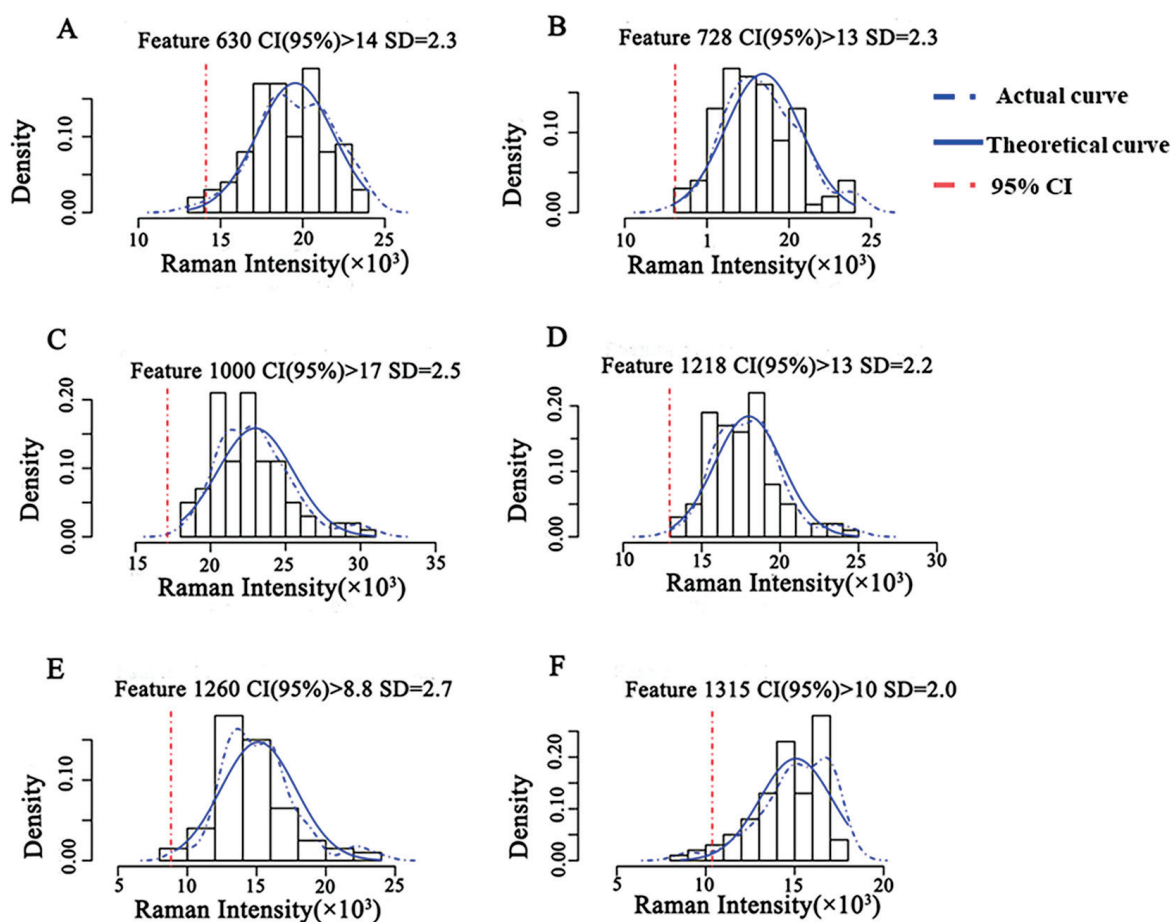 A
Feature 630 CI(95%)>14 SD=2.3
Density
0.00 0.10
10 15 20 25
Raman Intensity(×10³)
B
Feature 728 CI(95%)>13 SD=2.3
Density
0.00 0.10
10 1 20 25
Raman Intensity(×10³)
Actual curve
Theoretical curve
95% CI
C
Feature 1000 CI(95%)>17 SD=2.5
Density
0.00 0.10 0.20
15 20 25 30 35
Raman Intensity(×10³)
D
Feature 1218 CI(95%)>13 SD=2.2
Density
0.00 0.10 0.20
10 15 20 25 30
Raman Intensity(×10³)
E
Feature 1260 CI(95%)>8.8 SD=2.7
Density
0.00 0.10
5 10 15 20 25
Raman Intensity(×10³)
F
Feature 1315 CI(95%)>10 SD=2.0
Density
0.00 0.10 0.20
5 10 15 20
Raman Intensity(×10³)